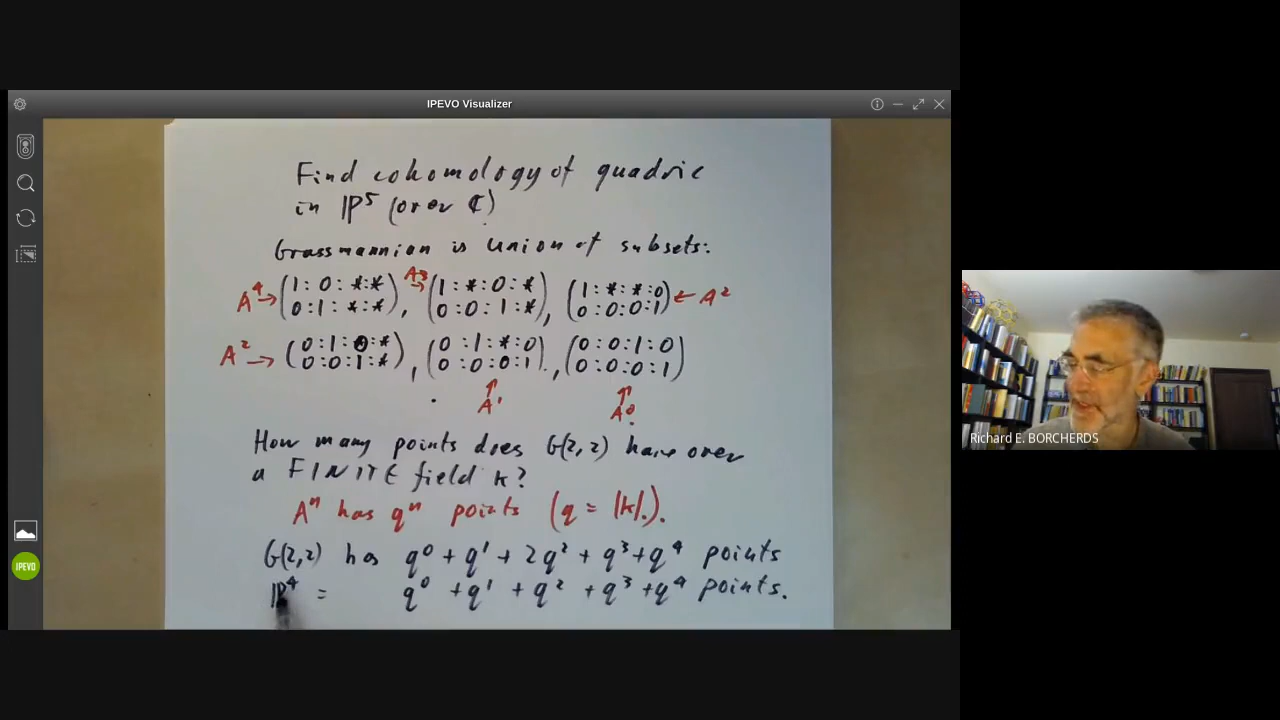 IPEVO Visualizer
Find cohomology of quadric
in ℙ⁵ (over ℂ)
Grassmannian is union of subsets:
A⁴ → (1:0:*:*, A³ → (1:*:0:*, (1:*:*:0 ← A²
0:1:*:*), 0:0:1:*), 0:0:0:1)
A² → (0:1:0:*, (0:1:*:0, (0:0:1:0
0:0:1:*), 0:0:0:1), 0:0:0:1)
↑ A¹ ↑ A⁰
How many points does G(2,2) have over
a FINITE field k?
Aⁿ has qⁿ points (q = |k|.).
G(2,2) has q⁰ + q¹ + 2q² + q³ + q⁴ points
ℙ⁴ = q⁰ + q¹ + q² + q³ + q⁴ points.
IPEVO
Richard E. BORCHERDS